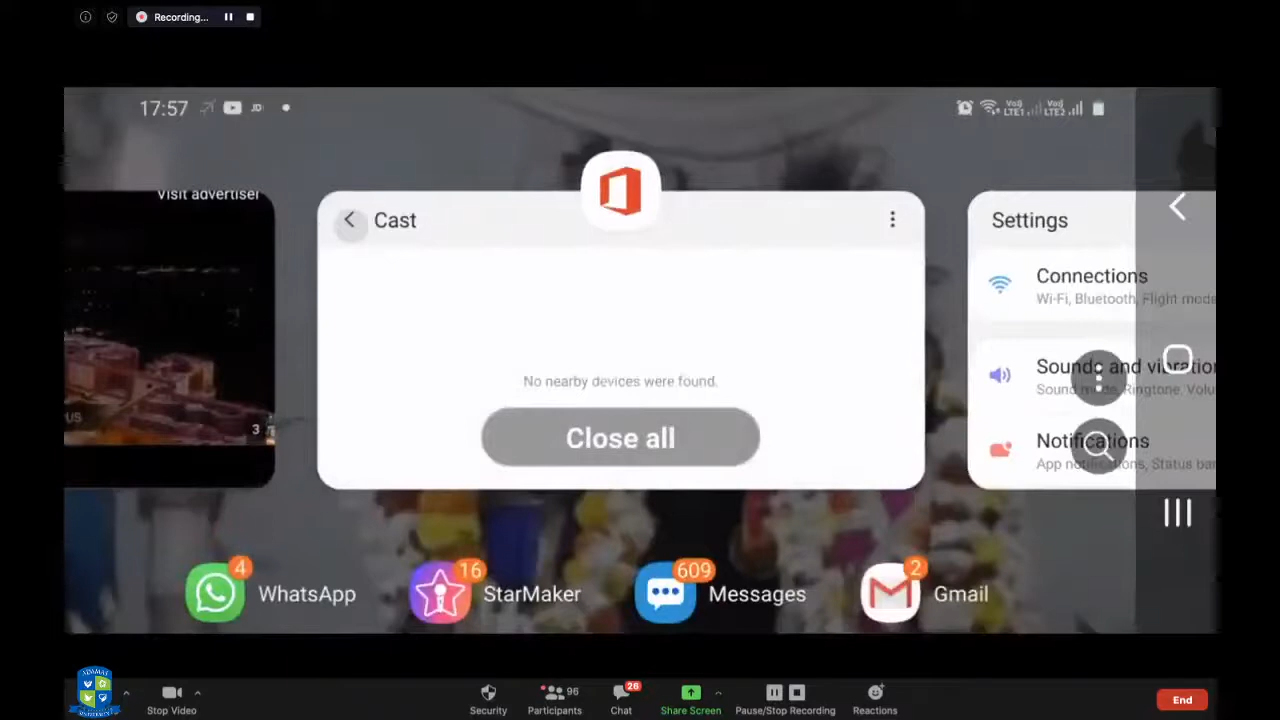 Recording...
17:57
Visit advertiser
3
Cast
No nearby devices were found.
Close all
Settings
Connections
Wi-Fi, Bluetooth, Flight mode
Sounds and vibration
Sound mode, Ringtone, Volu
Notifications
App notifications, Status bar
4
WhatsApp
16
StarMaker
609
Messages
2
Gmail
Stop Video
Security
96
Participants
26
Chat
Share Screen
Pause/Stop Recording
Reactions
End